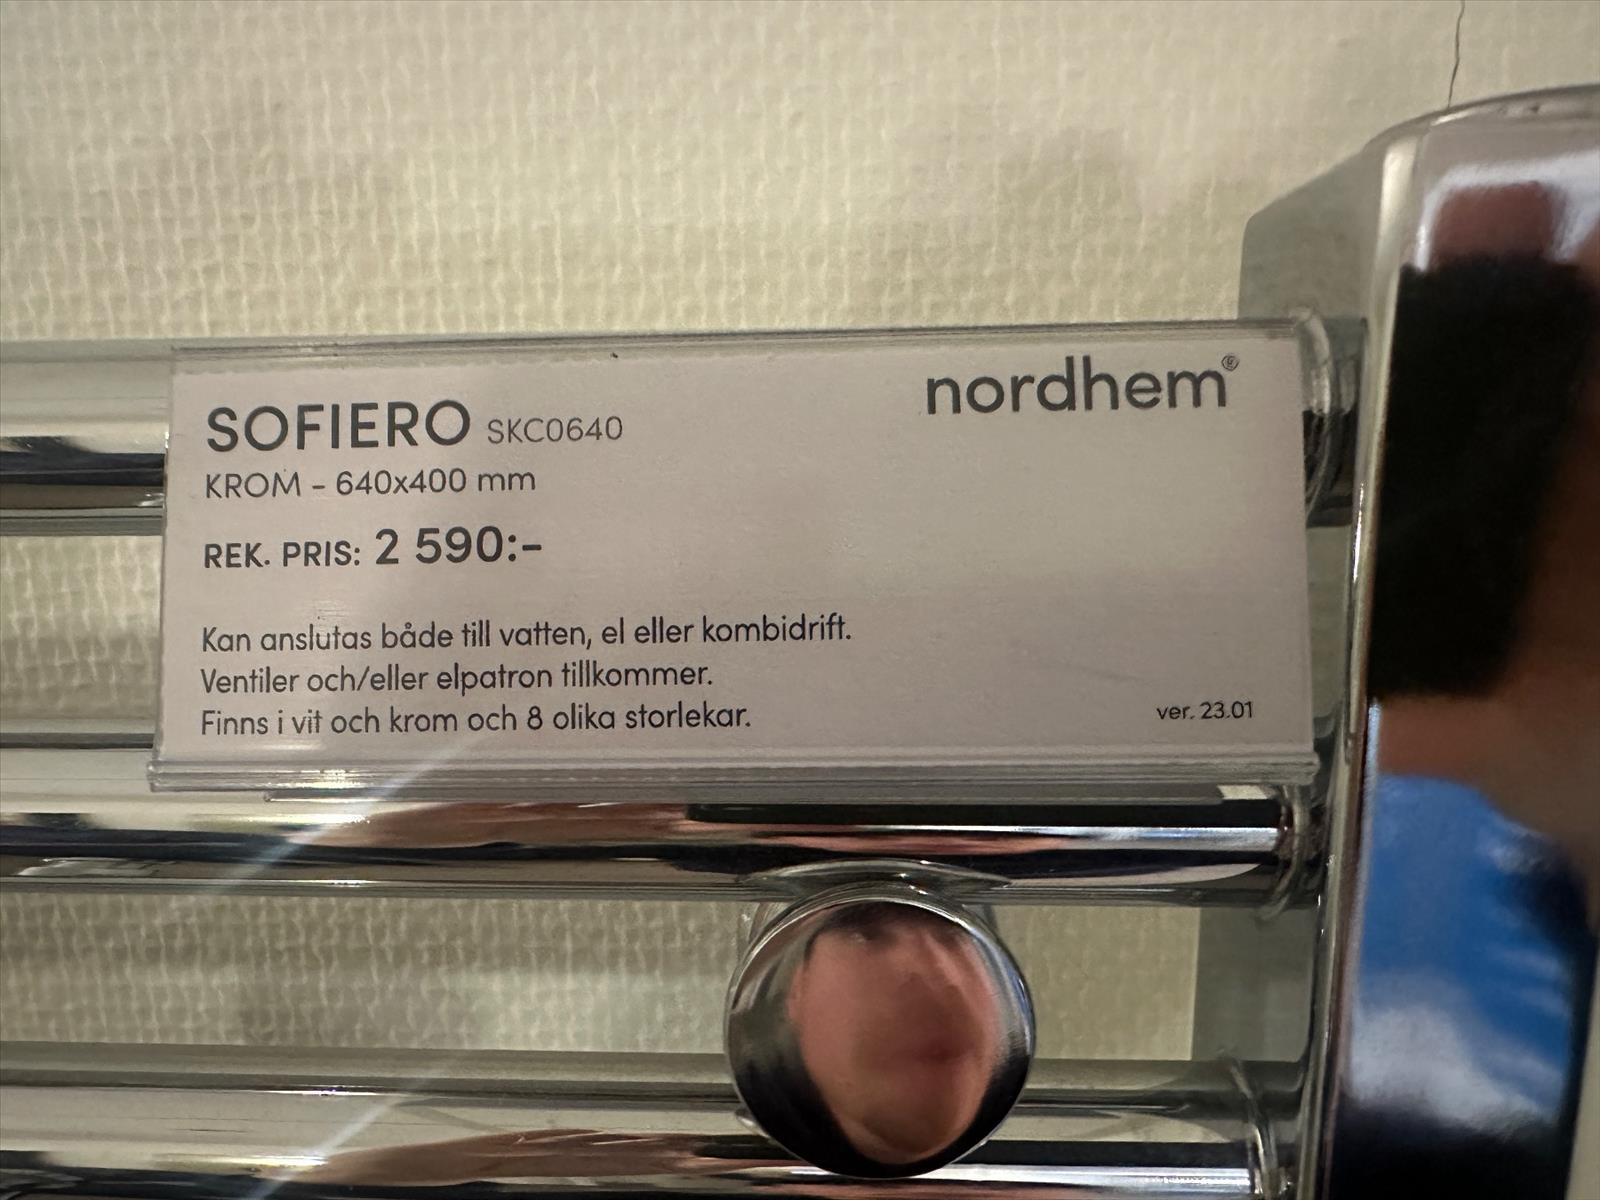 nordhem
SOFIERO SKC0640
KROM - 640x400 mm
REK. PRIS: 2 590:-
Kan anslutas både till vatten, el eller kombidrift.
Ventiler och/eller elpatron tillkommer.
Finns i vit och krom och 8 olika storlekar.
ver. 23.01